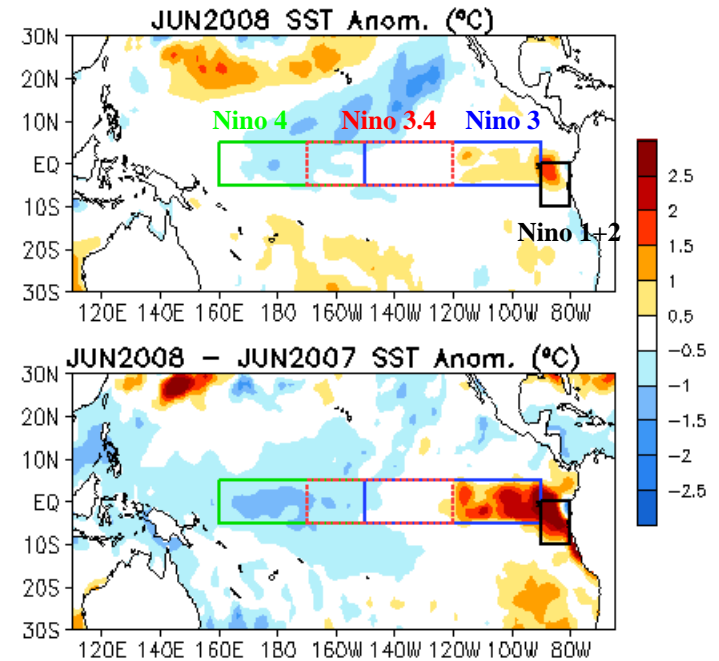 JUN2008 SST Anom. (ºC)
30N
20N
10N
EQ
10S
20S
30S
Nino 4 Nino 3.4 Nino 3
Nino 1+2
120E 140E 160E 180 160W 140W 120W 100W 80W
JUN2008 – JUN2007 SST Anom. (ºC)
30N
20N
10N
EQ
10S
20S
30S
120E 140E 160E 180 160W 140W 120W 100W 80W
2.5
2
1.5
1
0.5
−0.5
−1
−1.5
−2
−2.5